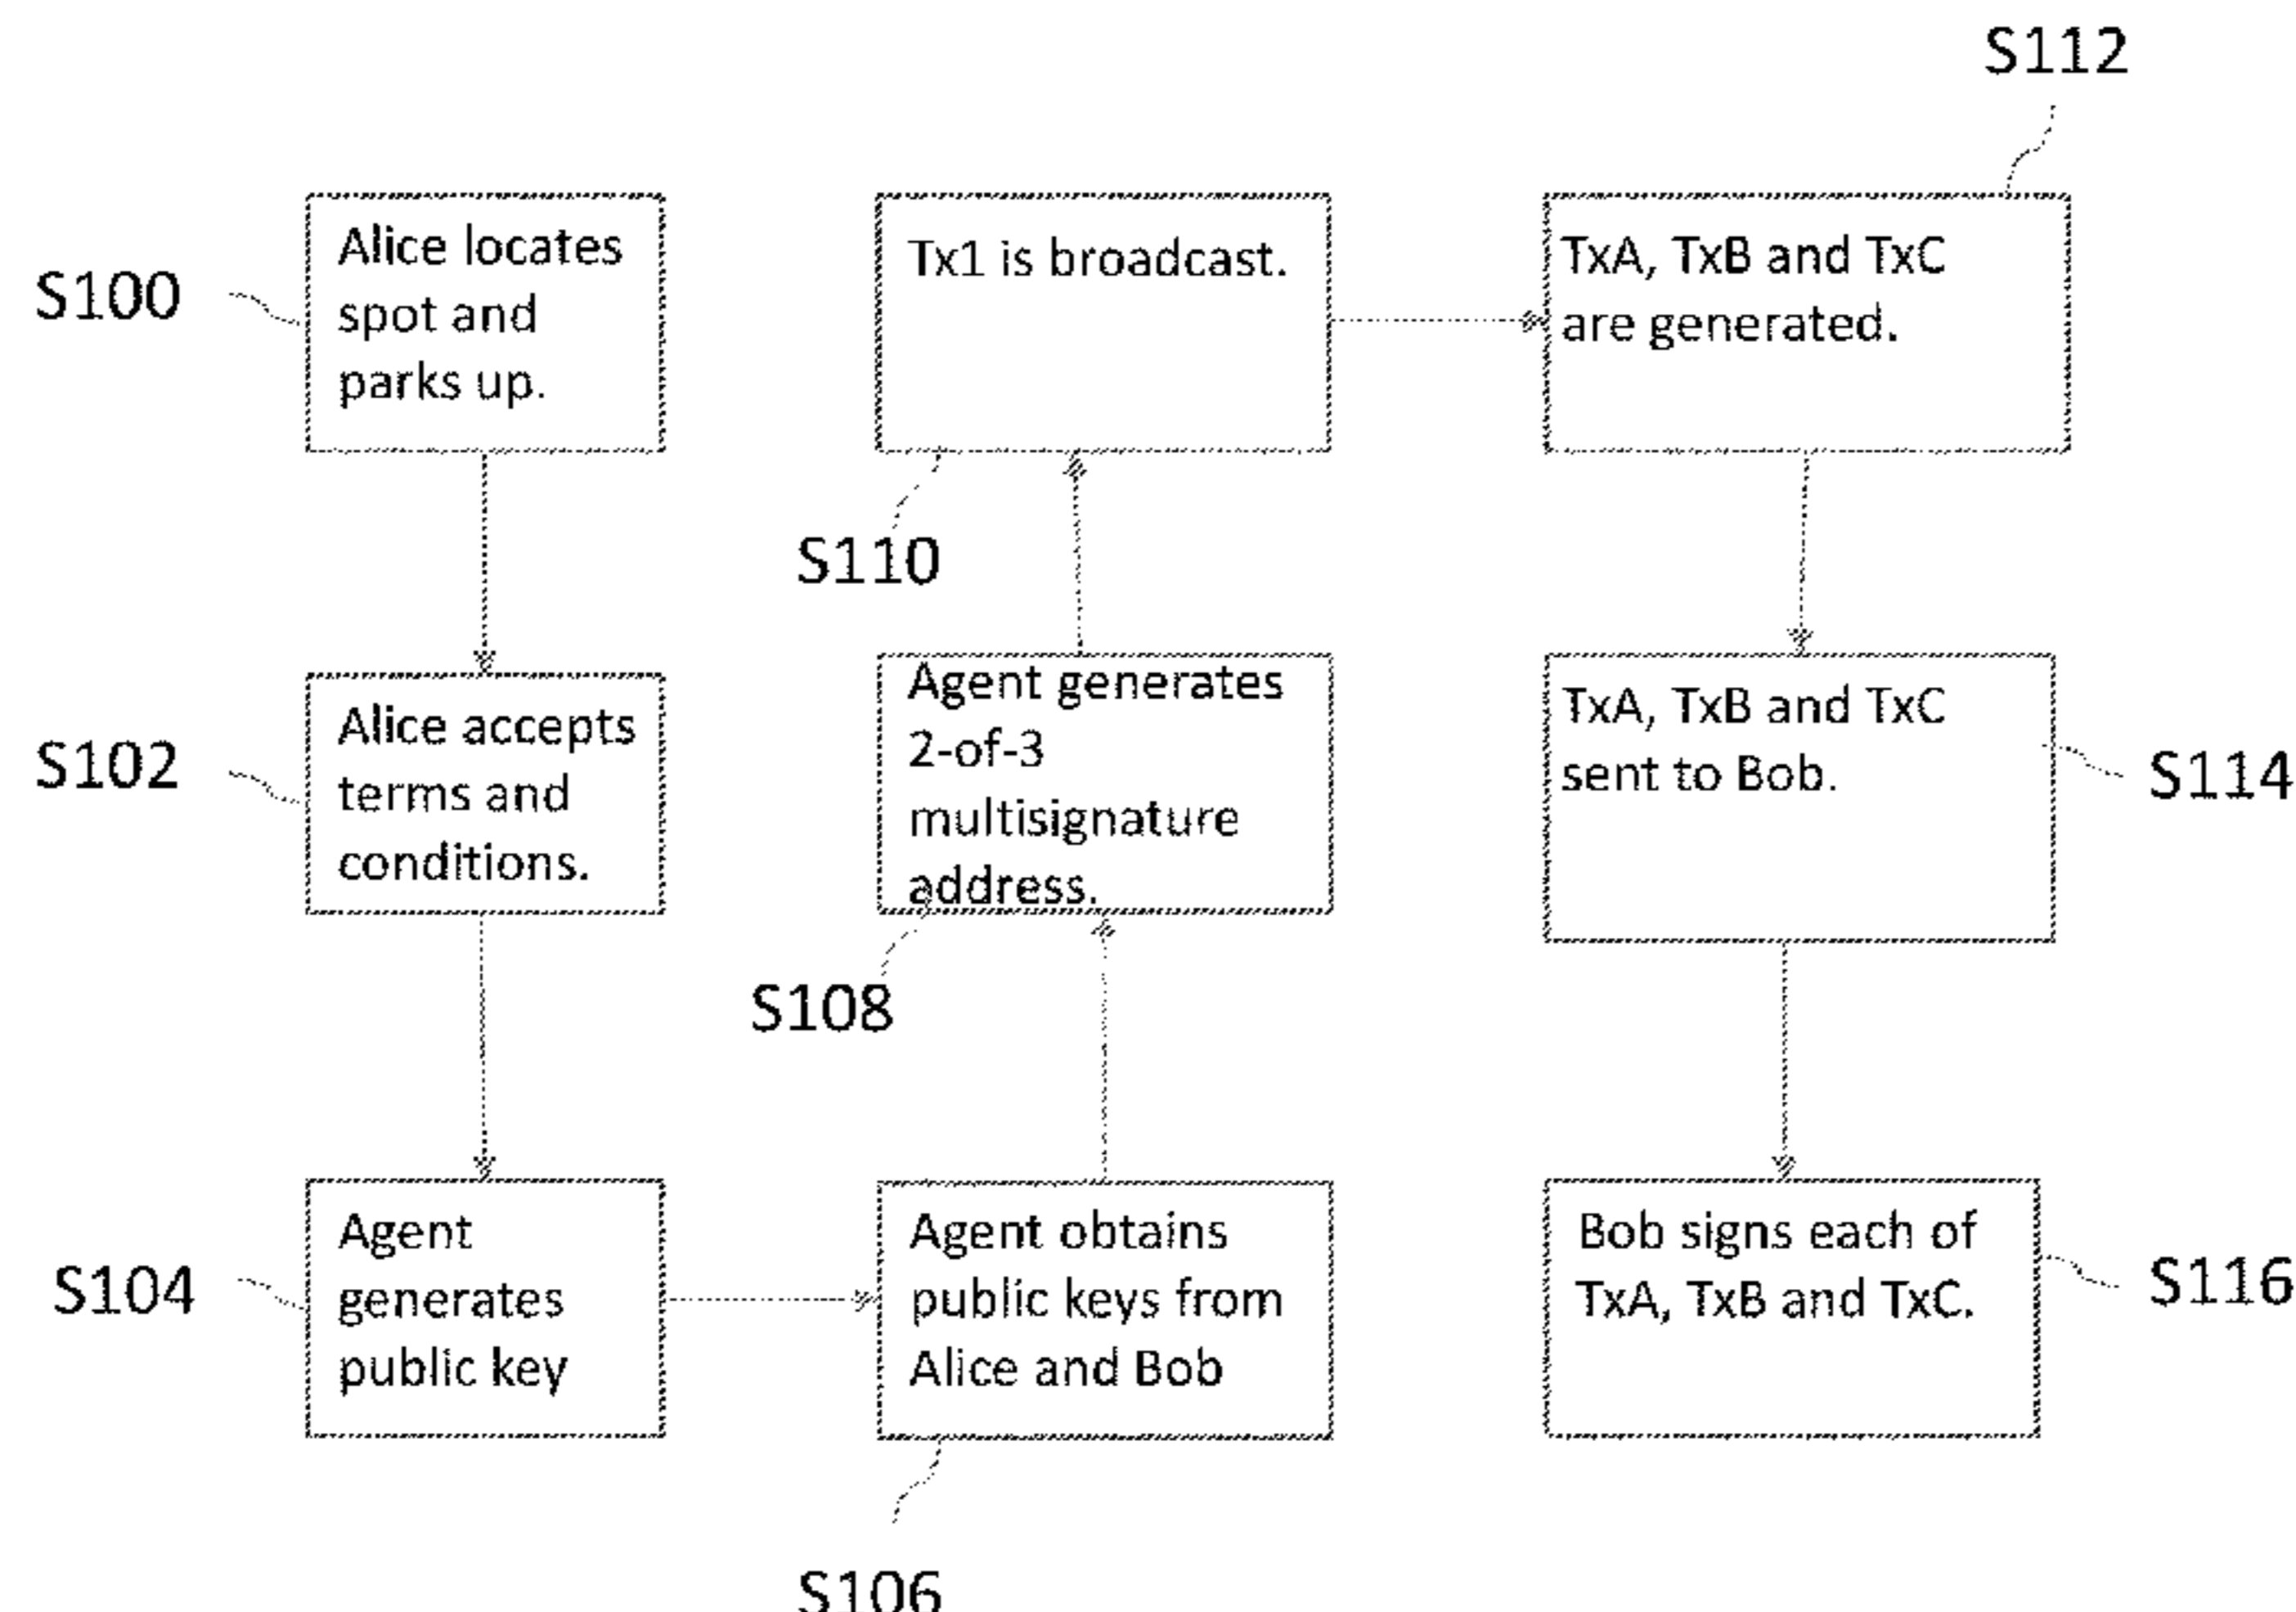 S100
Alice locates
spot and
parks up.
S102
Alice accepts
terms and
conditions.
S104
Agent
generates
public key
Agent obtains
public keys from
Alice and Bob
S106
Agent generates
2-of-3
multisignature
address.
S108
Tx1 is broadcast.
S110
S112
TxA, TxB and TxC
are generated.
TxA, TxB and TxC
sent to Bob.
S114
Bob signs each of
TxA, TxB and TxC.
S116